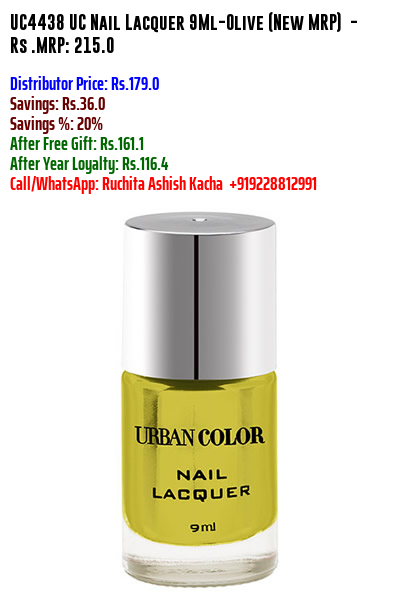 UC4438 UC Nail Lacquer 9Ml-Olive (New MRP) -
Rs .MRP: 215.0
Distributor Price: Rs.179.0
Savings: Rs.36.0
Savings %: 20%
After Free Gift: Rs.161.1
After Year Loyalty: Rs.116.4
Call/WhatsApp: Ruchita Ashish Kacha +919228812991
URBAN COLOR
NAIL
LACQUER
9ml